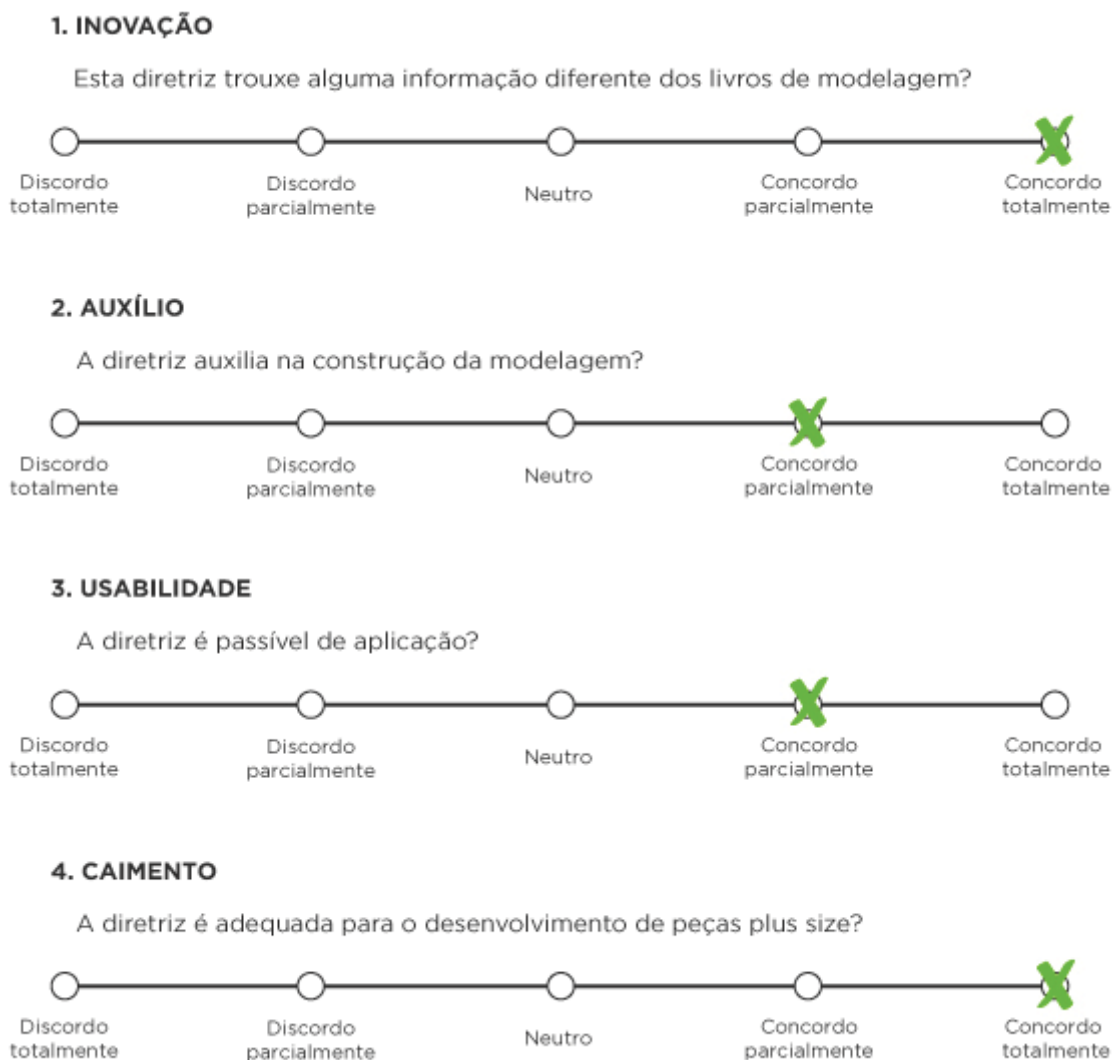 1. INOVAÇÃO
Esta diretriz trouxe alguma informação diferente dos livros de modelagem?
Discordo totalmente
Discordo parcialmente
Neutro
Concordo parcialmente
Concordo totalmente
2. AUXÍLIO
A diretriz auxilia na construção da modelagem?
Discordo totalmente
Discordo parcialmente
Neutro
Concordo parcialmente
Concordo totalmente
3. USABILIDADE
A diretriz é passível de aplicação?
Discordo totalmente
Discordo parcialmente
Neutro
Concordo parcialmente
Concordo totalmente
4. CAIMENTO
A diretriz é adequada para o desenvolvimento de peças plus size?
Discordo totalmente
Discordo parcialmente
Neutro
Concordo parcialmente
Concordo totalmente